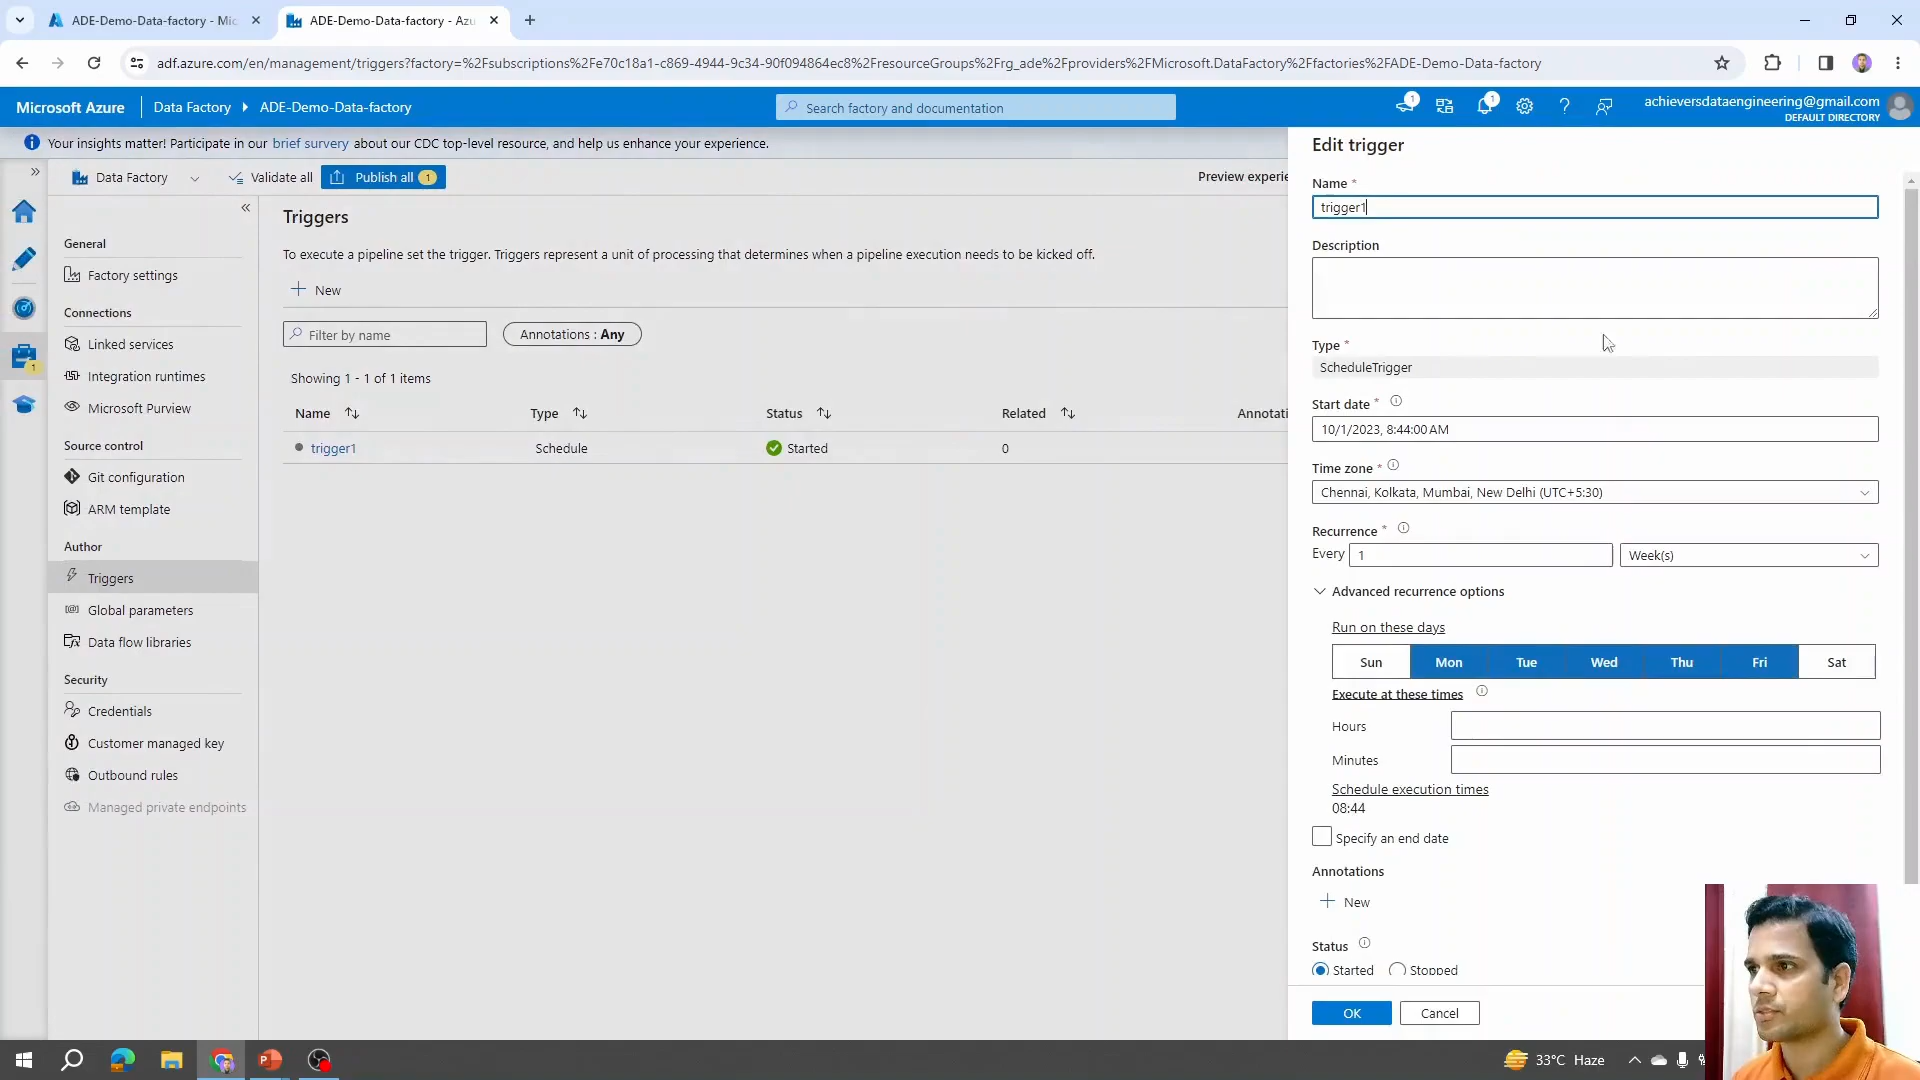 ADE-Demo-Data-factory - Mic
ADE-Demo-Data-factory - Azu
adf.azure.com/en/management/triggers?factory=%2Fsubscriptions%2Fe70c18a1-c869-4944-9c34-90f094864ec8%2FresourceGroups%2Frg_ade%2Fproviders%2FMicrosoft.DataFactory%2Ffactories%2FADE-Demo-Data-factory
Microsoft Azure
Data Factory
ADE-Demo-Data-factory
Search factory and documentation
1
1
achieversdataengineering@gmail.com
DEFAULT DIRECTORY
Your insights matter! Participate in our brief survey about our CDC top-level resource, and help us enhance your experience.
Data Factory
Validate all
Publish all 1
Preview experie
General
Factory settings
Connections
Linked services
Integration runtimes
Microsoft Purview
Source control
Git configuration
ARM template
Author
Triggers
Global parameters
Data flow libraries
Security
Credentials
Customer managed key
Outbound rules
Managed private endpoints
1
Triggers
To execute a pipeline set the trigger. Triggers represent a unit of processing that determines when a pipeline execution needs to be kicked off.
New
Filter by name
Annotations : Any
Showing 1 - 1 of 1 items
Name Type Status Related Annotati
trigger1 Schedule Started 0
Edit trigger
Name *
trigger1
Description
Type *
ScheduleTrigger
Start date *
10/1/2023, 8:44:00 AM
Time zone *
Chennai, Kolkata, Mumbai, New Delhi (UTC+5:30)
Recurrence *
Every 1 Week(s)
Advanced recurrence options
Run on these days
Sun Mon Tue Wed Thu Fri Sat
Execute at these times
Hours
Minutes
Schedule execution times
08:44
Specify an end date
Annotations
New
Status
Started Stopped
OK Cancel
33°C Haze